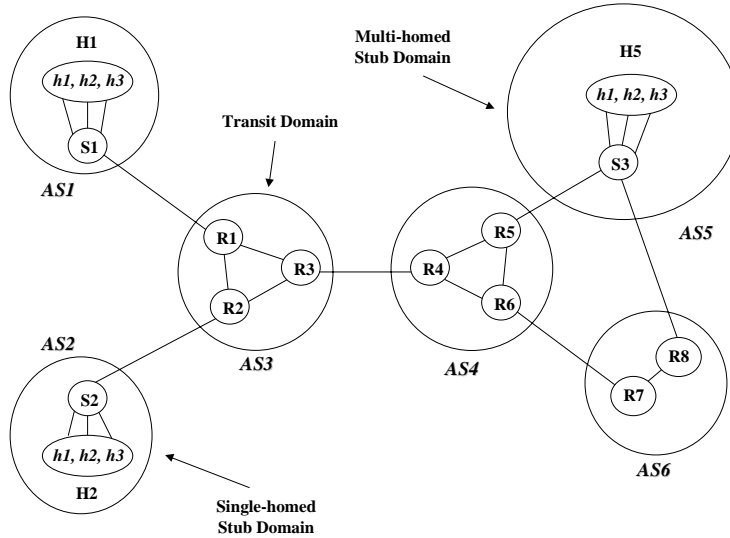 H1
h1, h2, h3
S1
AS1
Multi-homed
Stub Domain
H5
h1, h2, h3
S3
AS5
Transit Domain
R1
R2
R3
AS3
R4
R5
R6
AS4
AS2
S2
h1, h2, h3
H2
R8
R7
AS6
Single-homed
Stub Domain